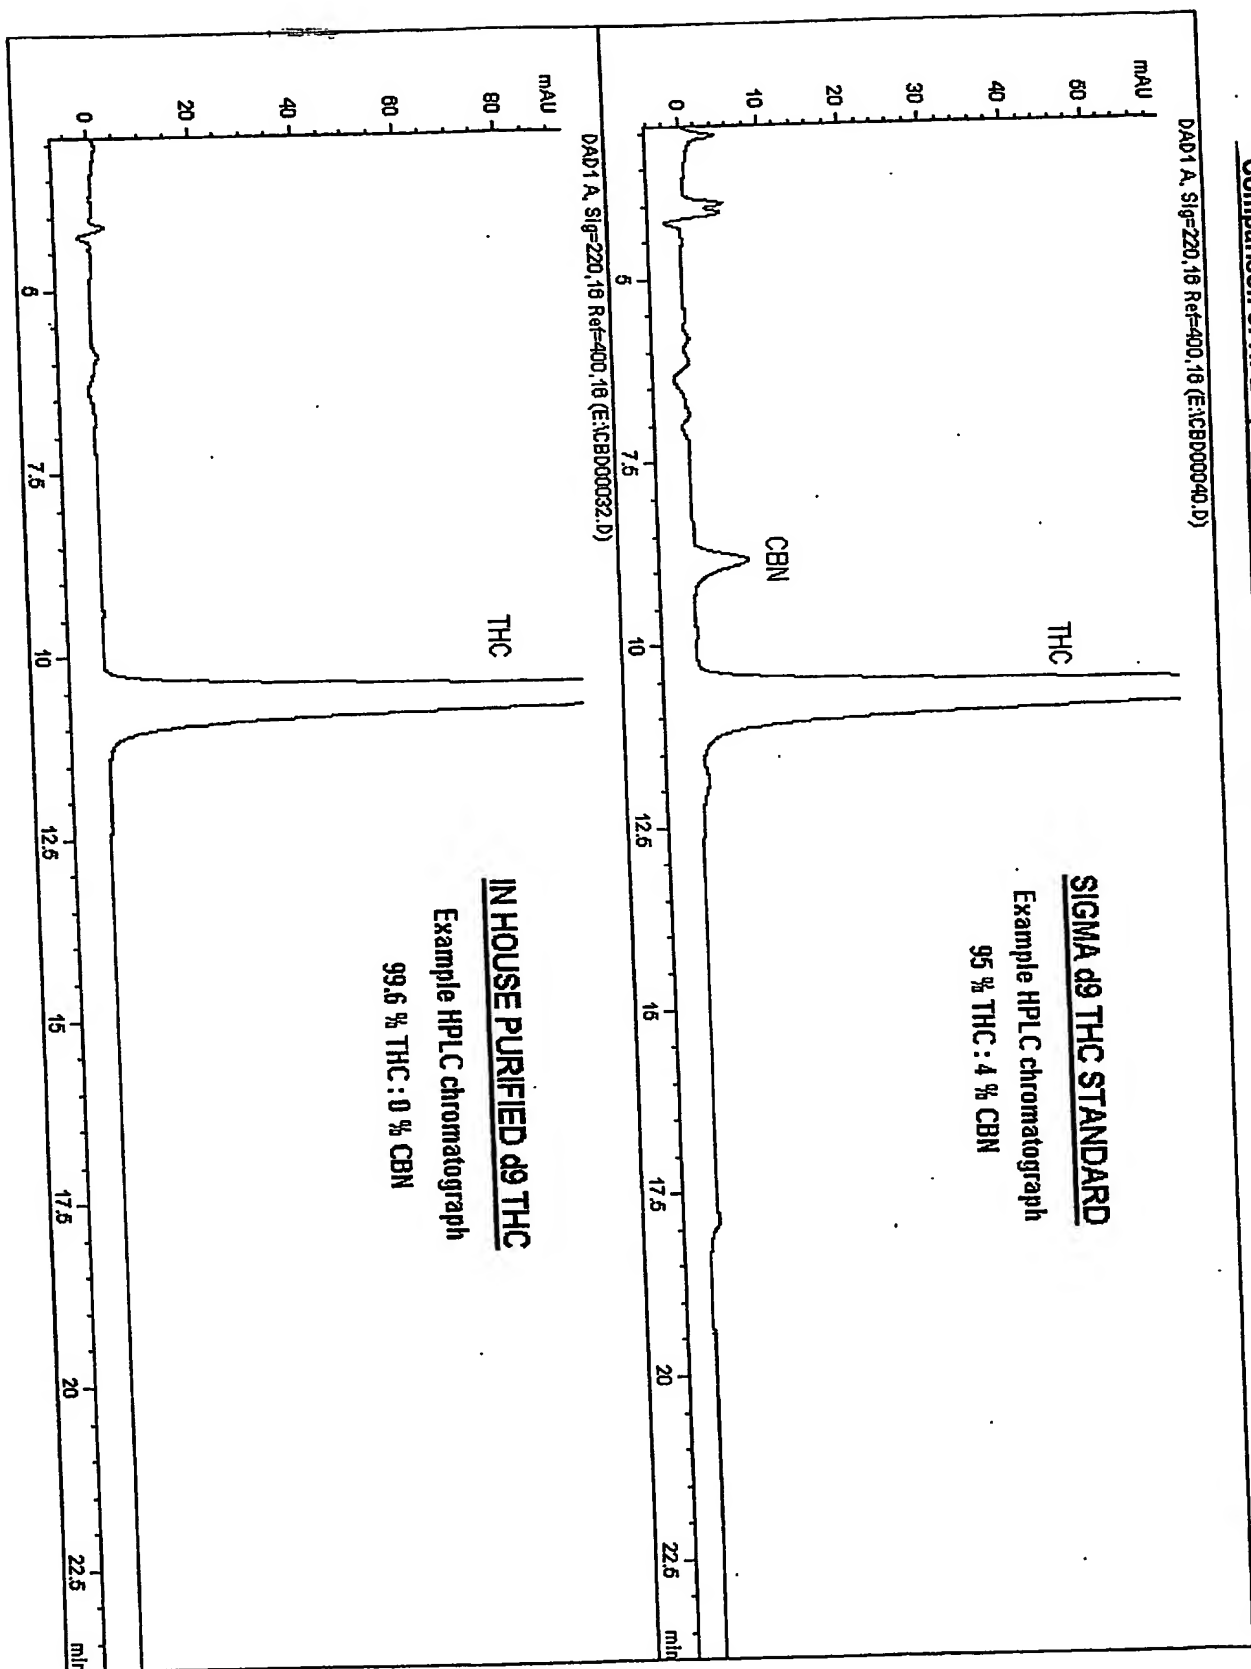 DAD1 A, Sig=220,16 Ref=400,16 (E:\CBD00040.D)
mAU
60
40
30
20
10
0
CBN
THC
SIGMA d9 THC STANDARD
Example HPLC chromatograph
95 % THC : 4 % CBN
5
7.5
10
12.5
15
17.5
20
22.5
min
DAD1 A, Sig=220,16 Ref=400,16 (E:\CBD00032.D)
mAU
80
60
40
20
0
THC
IN HOUSE PURIFIED d9 THC
Example HPLC chromatograph
99.6 % THC : 0 % CBN
5
7.5
10
12.5
15
17.5
20
22.5